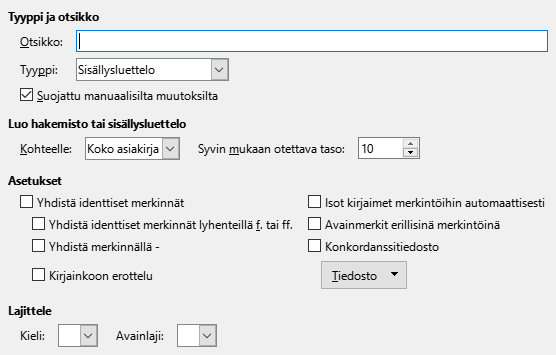 Tyyppi ja otsikko
Otsikko:
Tyyppi: Sisällysluettelo
Suojattu manuaalisilta muutoksilta
Luo hakemisto tai sisällysluettelo
Kohteelle: Koko asiakirja Syvin mukaan otettava taso: 10
Asetukset
Yhdistä identtiset merkinnät Isot kirjaimet merkintöihin automaattisesti
Yhdistä identtiset merkinnät lyhenteillä f. tai ff. Avainmerkit erillisinä merkintöinä
Yhdistä merkinnällä - Konkordanssitiedosto
Kirjainkoon erottelu Tiedosto
Lajittele
Kieli: Avainlaji: